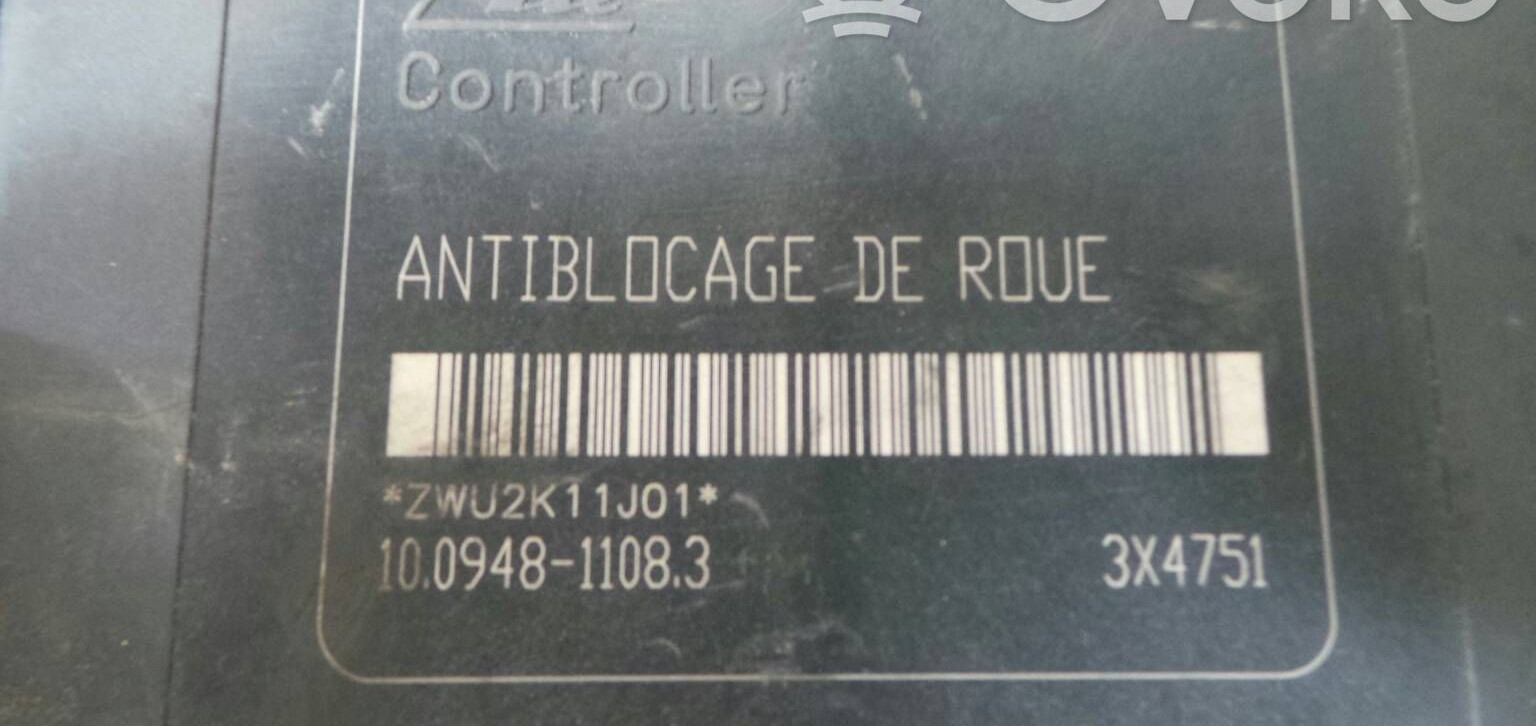 Controller
ANTIBLOCAGE DE ROUE
*ZWU2K11J01*
10.0948-1108.3 3X4751